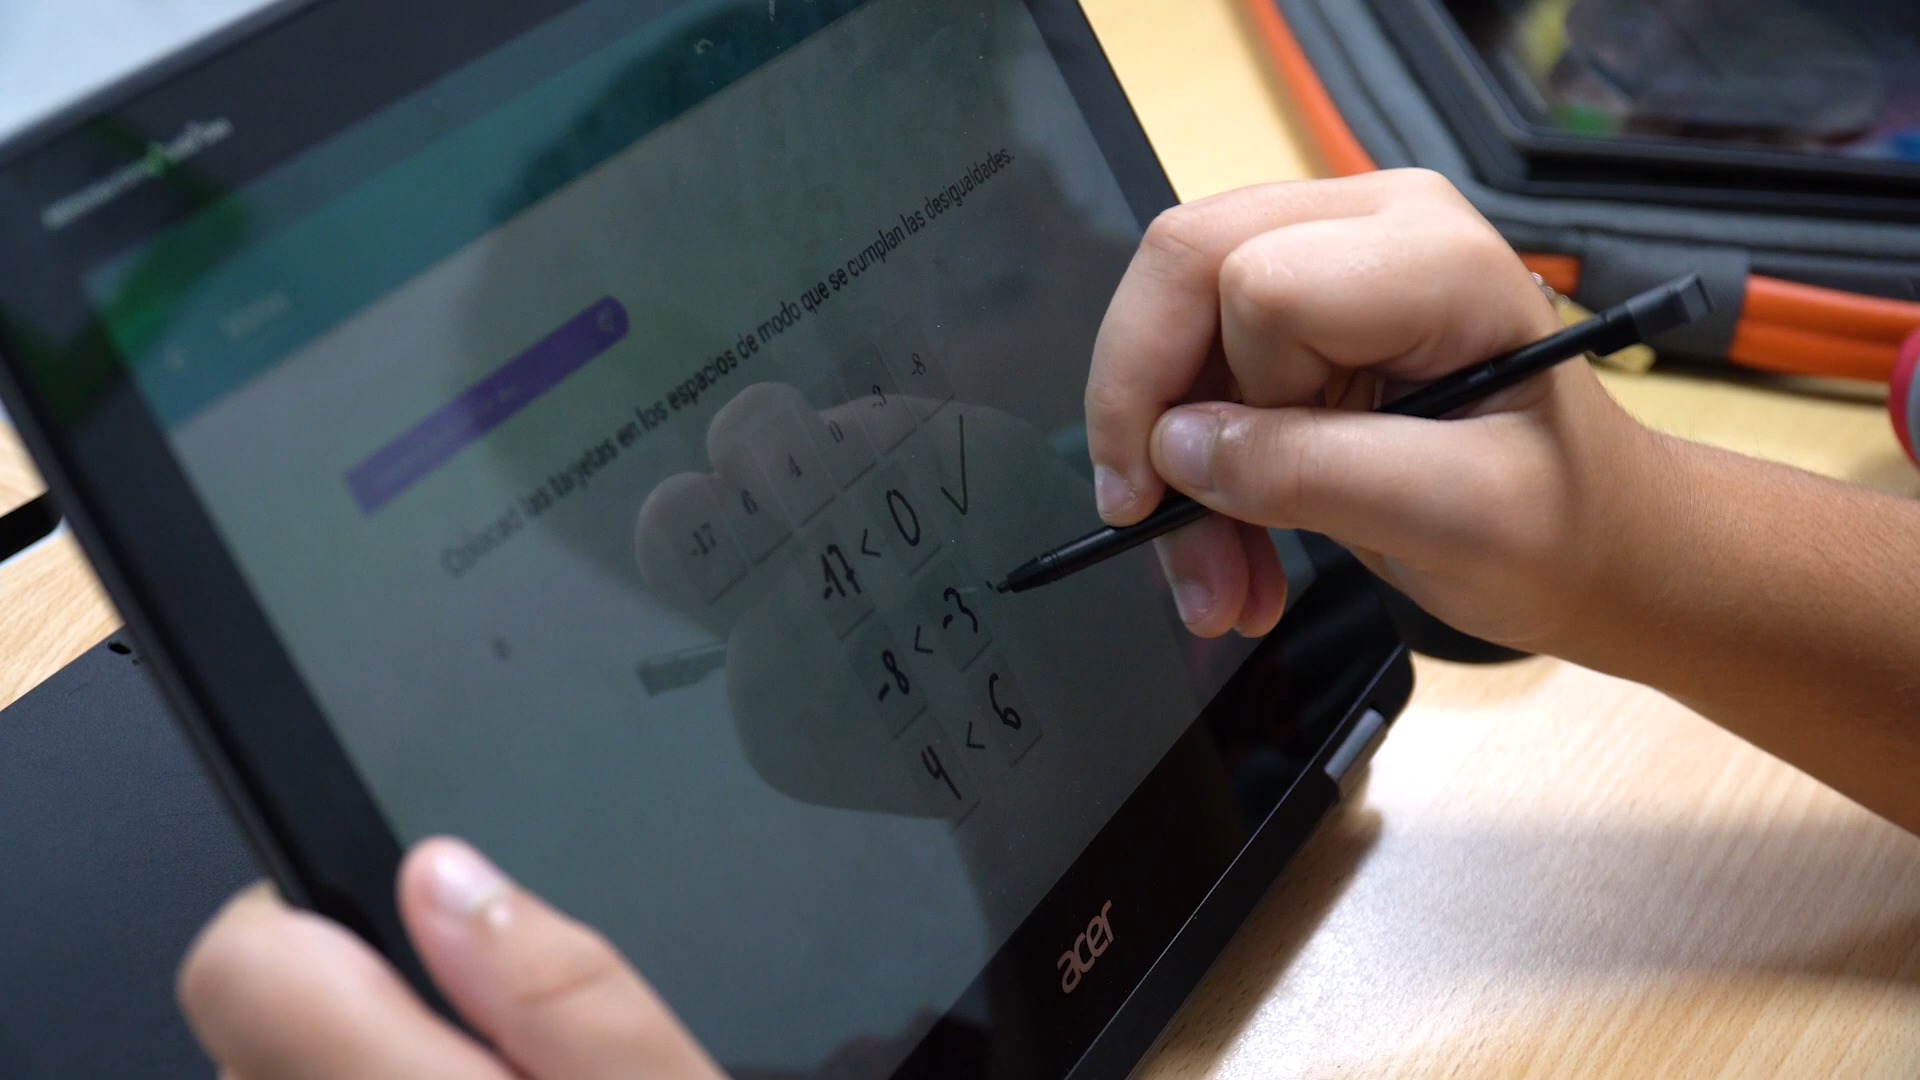 Colocad las tarjetas en los espacios de modo que se cumplan las desigualdades.
-17 6 4 0 -3 -8
-17 < 0 ✓
-8 < -3
4 < 6
acer